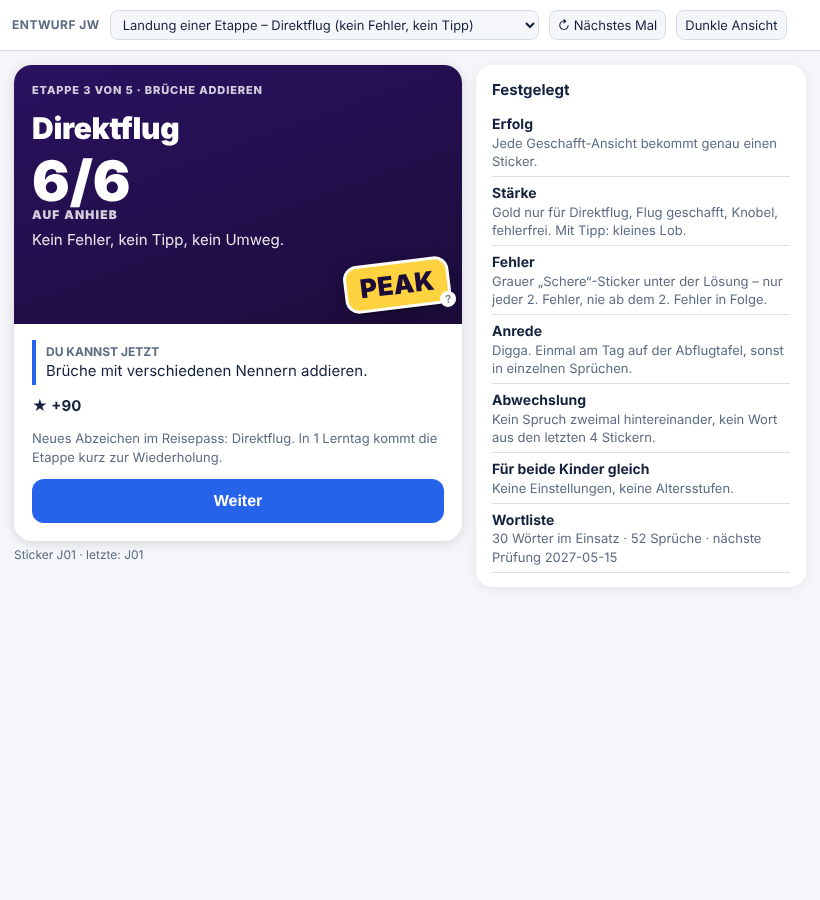 ENTWURF JW
Landung einer Etappe – Direktflug (kein Fehler, kein Tipp)
↻ Nächstes Mal
Dunkle Ansicht
ETAPPE 3 VON 5 · BRÜCHE ADDIEREN
Direktflug
6/6
AUF ANHIEB
Kein Fehler, kein Tipp, kein Umweg.
PEAK
?
DU KANNST JETZT
Brüche mit verschiedenen Nennern addieren.
★ +90
Neues Abzeichen im Reisepass: Direktflug. In 1 Lerntag kommt die
Etappe kurz zur Wiederholung.
Weiter
Sticker J01 · letzte: J01
Festgelegt
Erfolg
Jede Geschafft-Ansicht bekommt genau einen
Sticker.
Stärke
Gold nur für Direktflug, Flug geschafft, Knobel,
fehlerfrei. Mit Tipp: kleines Lob.
Fehler
Grauer „Schere“-Sticker unter der Lösung – nur
jeder 2. Fehler, nie ab dem 2. Fehler in Folge.
Anrede
Digga. Einmal am Tag auf der Abflugtafel, sonst
in einzelnen Sprüchen.
Abwechslung
Kein Spruch zweimal hintereinander, kein Wort
aus den letzten 4 Stickern.
Für beide Kinder gleich
Keine Einstellungen, keine Altersstufen.
Wortliste
30 Wörter im Einsatz · 52 Sprüche · nächste
Prüfung 2027-05-15